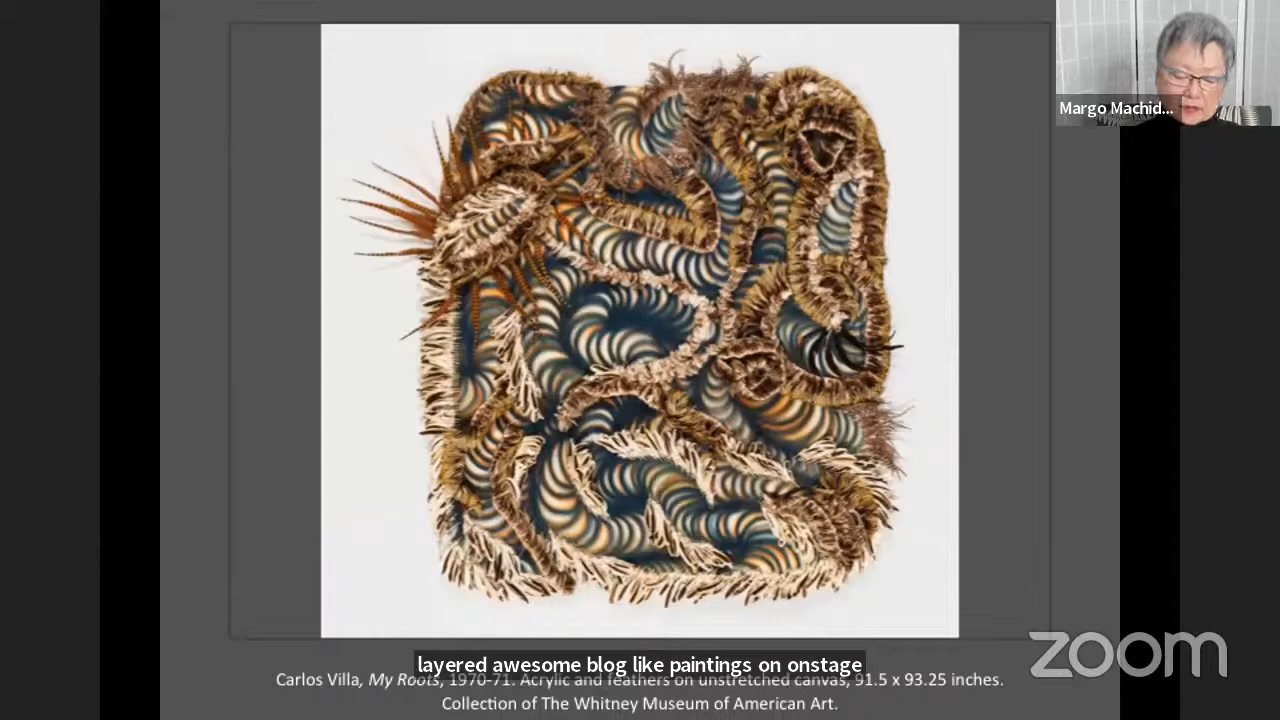 Margo Machid...
layered awesome blog like paintings on onstage
Carlos Villa, My Roots, 1970-71. Acrylic and feathers on unstretched canvas, 91.5 x 93.25 inches.
Collection of The Whitney Museum of American Art.
zoom